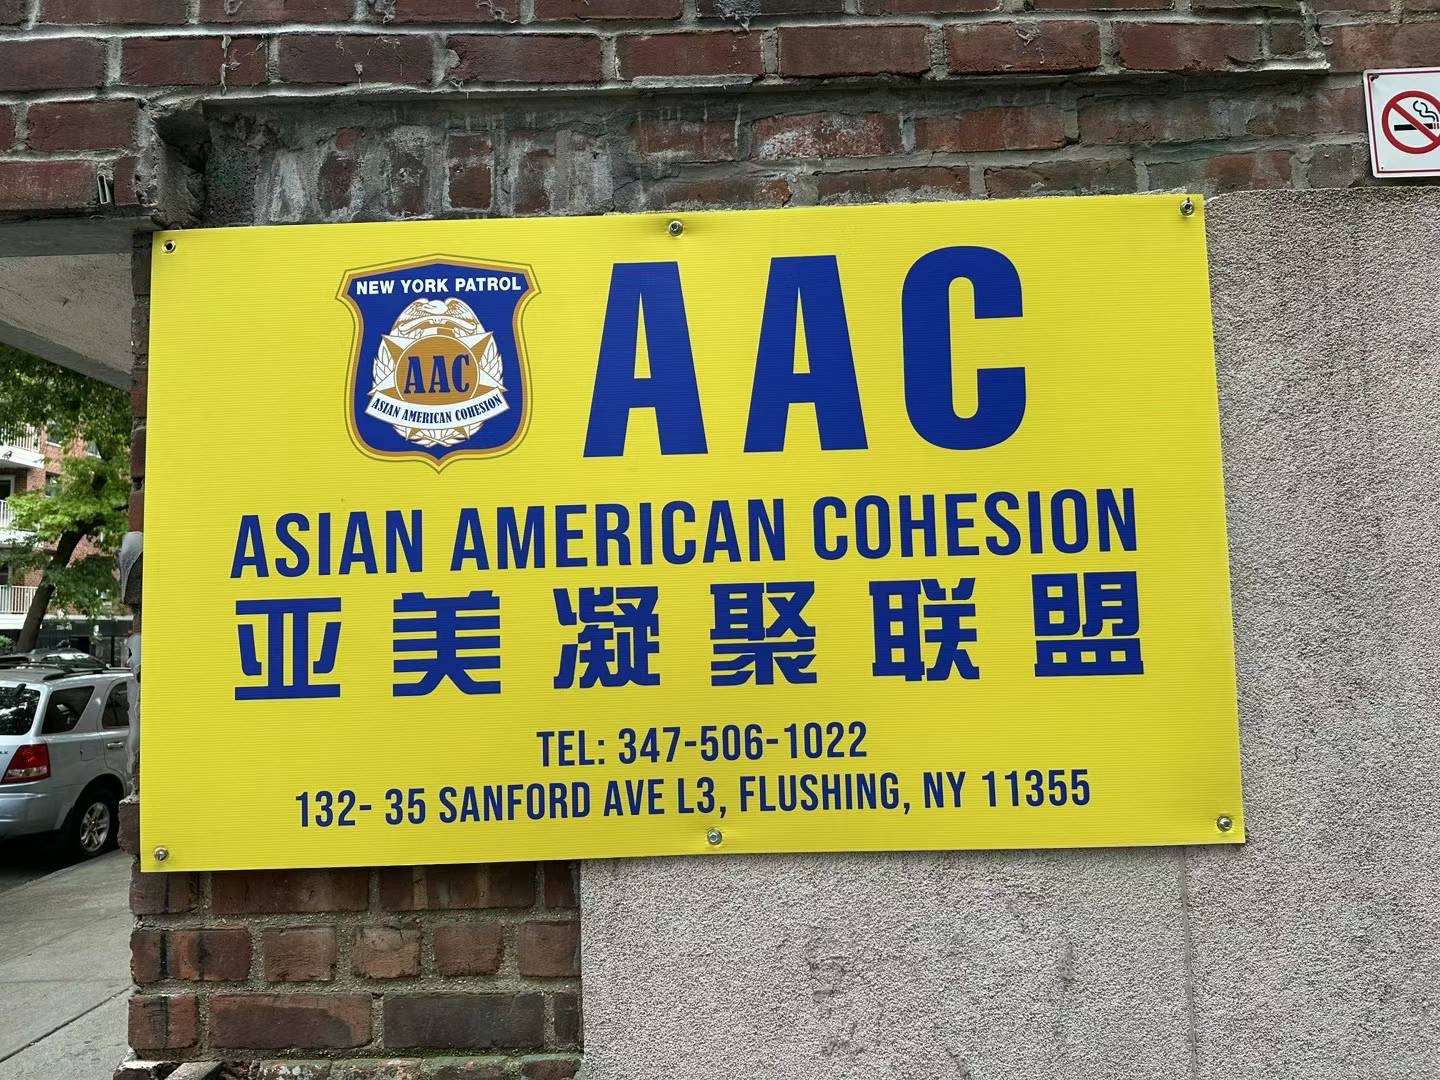 NEW YORK PATROL
AAC
ASIAN AMERICAN COHESION
AAC
ASIAN AMERICAN COHESION
亚美凝聚联盟
TEL: 347-506-1022
132- 35 SANFORD AVE L3, FLUSHING, NY 11355